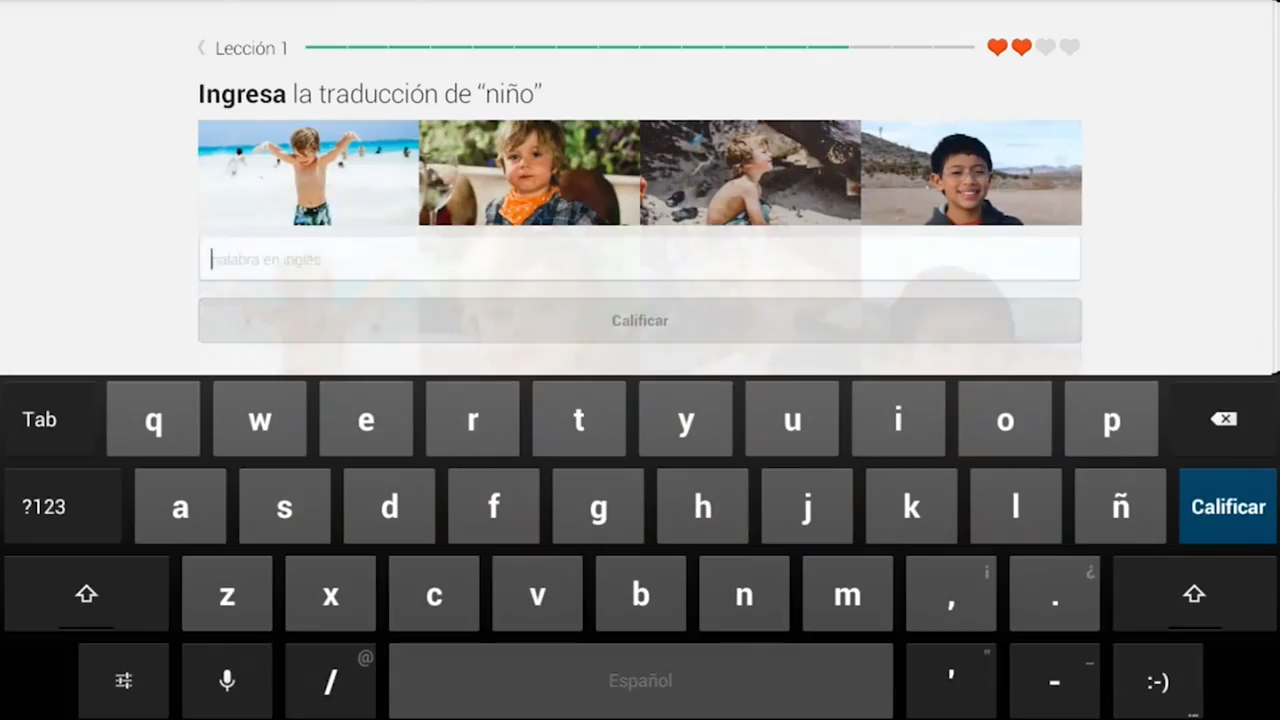 Lección 1
Ingresa la traducción de “niño”
Palabra en inglés
Calificar
Tab q w e r t y u i o p
?123 a s d f g h j k l ñ Calificar
z x c v b n m , ¡ . ¿
/ @ Español ' " - _ :-) ...